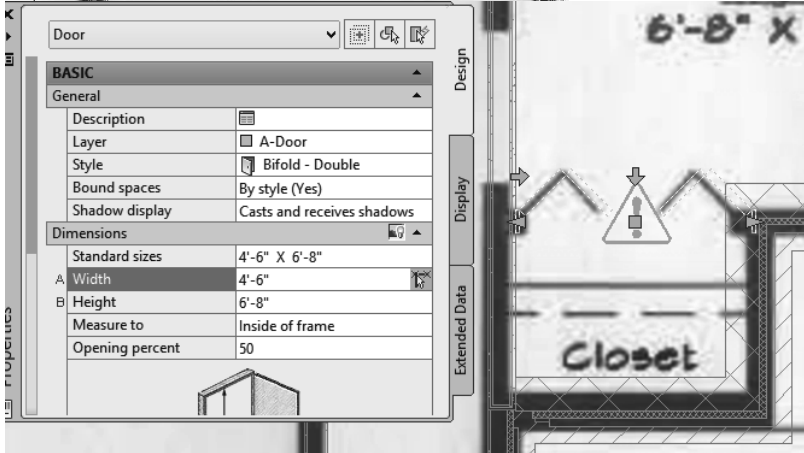 Door
BASIC
General
Description
Layer A-Door
Style Bifold - Double
Bound spaces By style (Yes)
Shadow display Casts and receives shadows
Dimensions
Standard sizes 4'-6" X 6'-8"
A Width 4'-6"
B Height 6'-8"
Measure to Inside of frame
Opening percent 50
Design
Display
Extended Data
Properties
6'-8" X
Closet